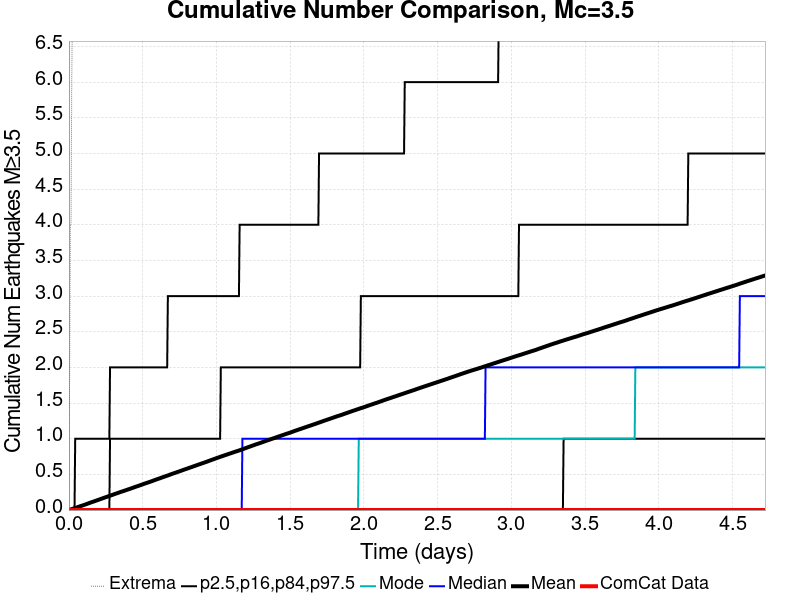 Cumulative Number Comparison, Mc=3.5
Cumulative Num Earthquakes M≥3.5
6.5
6.0
5.5
5.0
4.5
4.0
3.5
3.0
2.5
2.0
1.5
1.0
0.5
0.0
0.0 0.5 1.0 1.5 2.0 2.5 3.0 3.5 4.0 4.5
Time (days)
Extrema p2.5,p16,p84,p97.5 Mode Median Mean ComCat Data